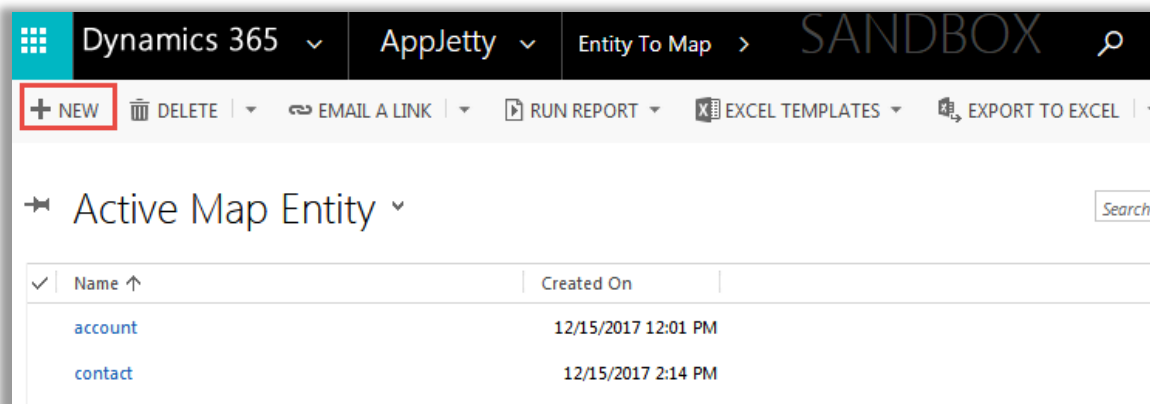 Dynamics 365 AppJetty Entity To Map > SANDBOX
+ NEW DELETE EMAIL A LINK RUN REPORT EXCEL TEMPLATES EXPORT TO EXCEL
Active Map Entity
Search
Name ↑ Created On
account 12/15/2017 12:01 PM
contact 12/15/2017 2:14 PM